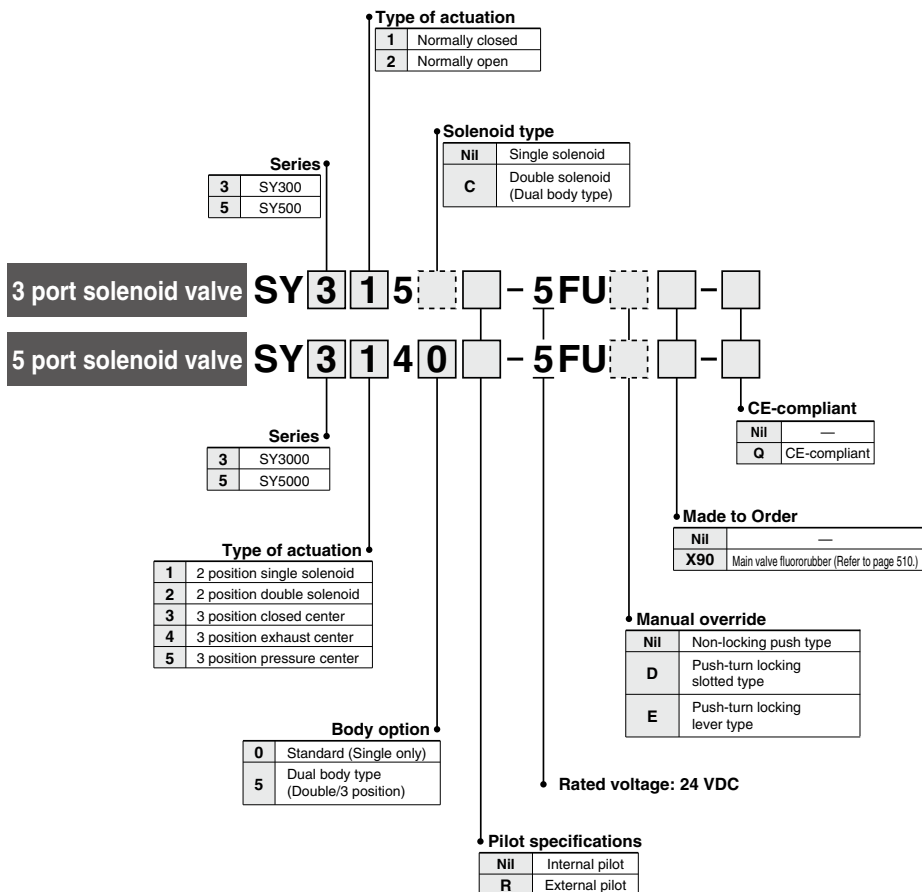 Type of actuation
1 Normally closed
2 Normally open
Solenoid type
Nil Single solenoid
C Double solenoid
(Dual body type)
Series
3 SY300
5 SY500
3 port solenoid valve SY 3 1 5 – 5 FU –
5 port solenoid valve SY 3 1 4 0 – 5 FU –
CE-compliant
Nil —
Q CE-compliant
Series
3 SY3000
5 SY5000
Made to Order
Nil —
X90 Main valve fluororubber (Refer to page 510.)
Type of actuation
1 2 position single solenoid
2 2 position double solenoid
3 3 position closed center
4 3 position exhaust center
5 3 position pressure center
Manual override
Nil Non-locking push type
D Push-turn locking
slotted type
E Push-turn locking
lever type
Body option
0 Standard (Single only)
5 Dual body type
(Double/3 position)
Rated voltage: 24 VDC
Pilot specifications
Nil Internal pilot
R External pilot